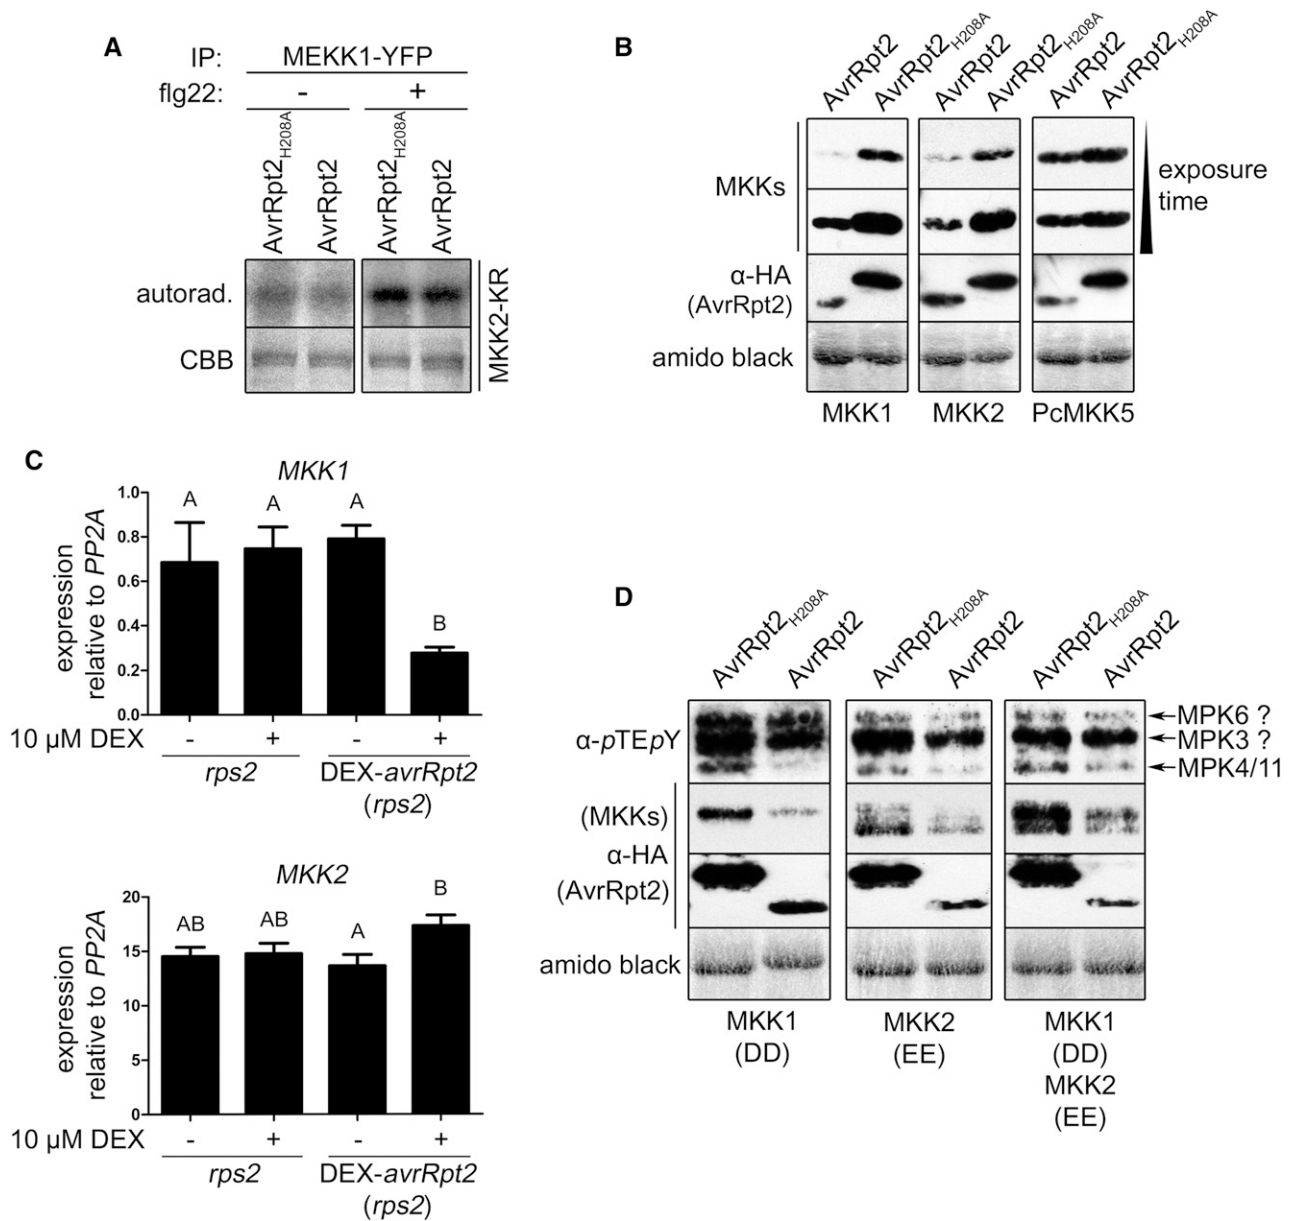 A
IP: MEKK1-YFP
flg22: - +
AvrRpt2H208A AvrRpt2 AvrRpt2H208A AvrRpt2
autorad.
CBB
MKK2-KR
B
AvrRpt2 AvrRpt2H208A AvrRpt2 AvrRpt2H208A AvrRpt2 AvrRpt2H208A
MKKs
exposure
time
α-HA
(AvrRpt2)
amido black
MKK1 MKK2 PcMKK5
C
MKK1
expression
relative to PP2A
1.0
0.8
0.6
0.4
0.2
0.0
A A A B
10 µM DEX - + - +
rps2 DEX-avrRpt2
(rps2)
MKK2
expression
relative to PP2A
20
15
10
5
0
AB AB A B
10 µM DEX - + - +
rps2 DEX-avrRpt2
(rps2)
D
AvrRpt2H208A AvrRpt2 AvrRpt2H208A AvrRpt2 AvrRpt2H208A AvrRpt2
α-pTEpY
MPK6 ?
MPK3 ?
MPK4/11
(MKKs)
α-HA
(AvrRpt2)
amido black
MKK1 MKK2 MKK1
(DD) (EE) (DD)
MKK2
(EE)